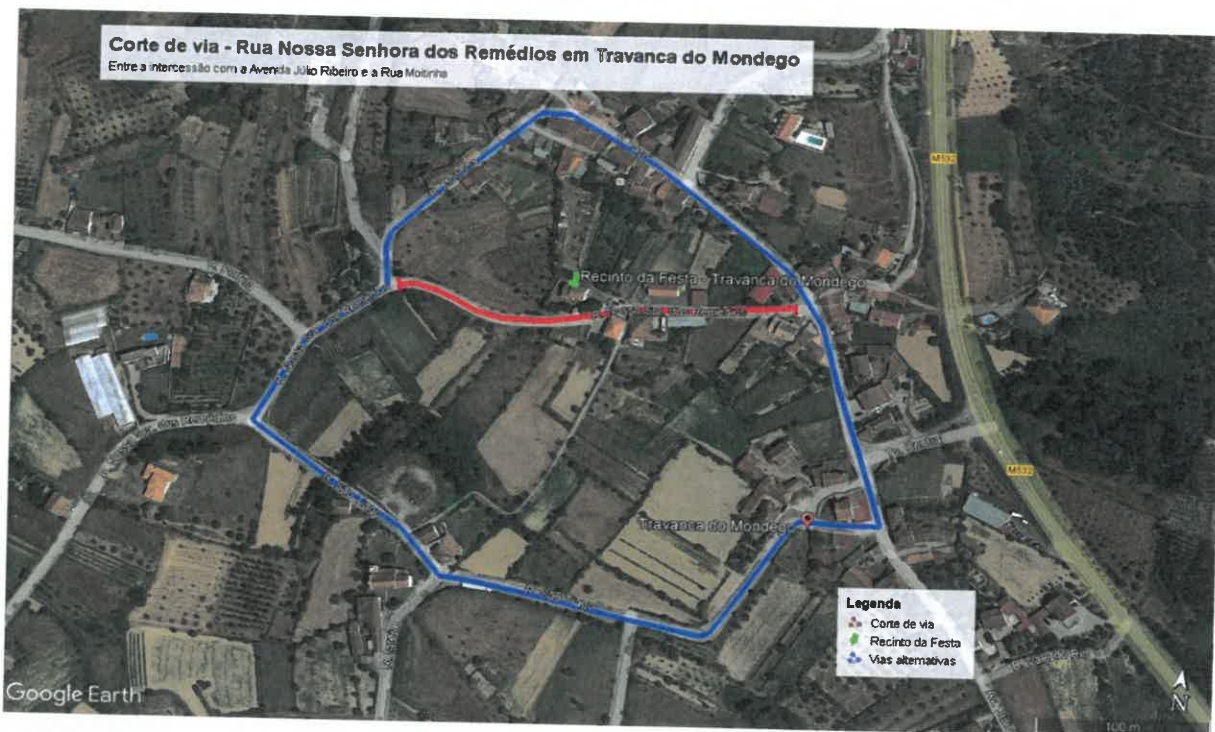 Corte de via - Rua Nossa Senhora dos Remédios em Travanca do Mondego
Entre a intercessão com a Avenida Júlio Ribeiro e a Rua Moitinha
M532
Recinto da Festa - Travanca do Mondego
M532
Travanca do Mondego
Legenda
Corte de via
Recinto da Festa
Vias alternativas
Google Earth
N
100 m